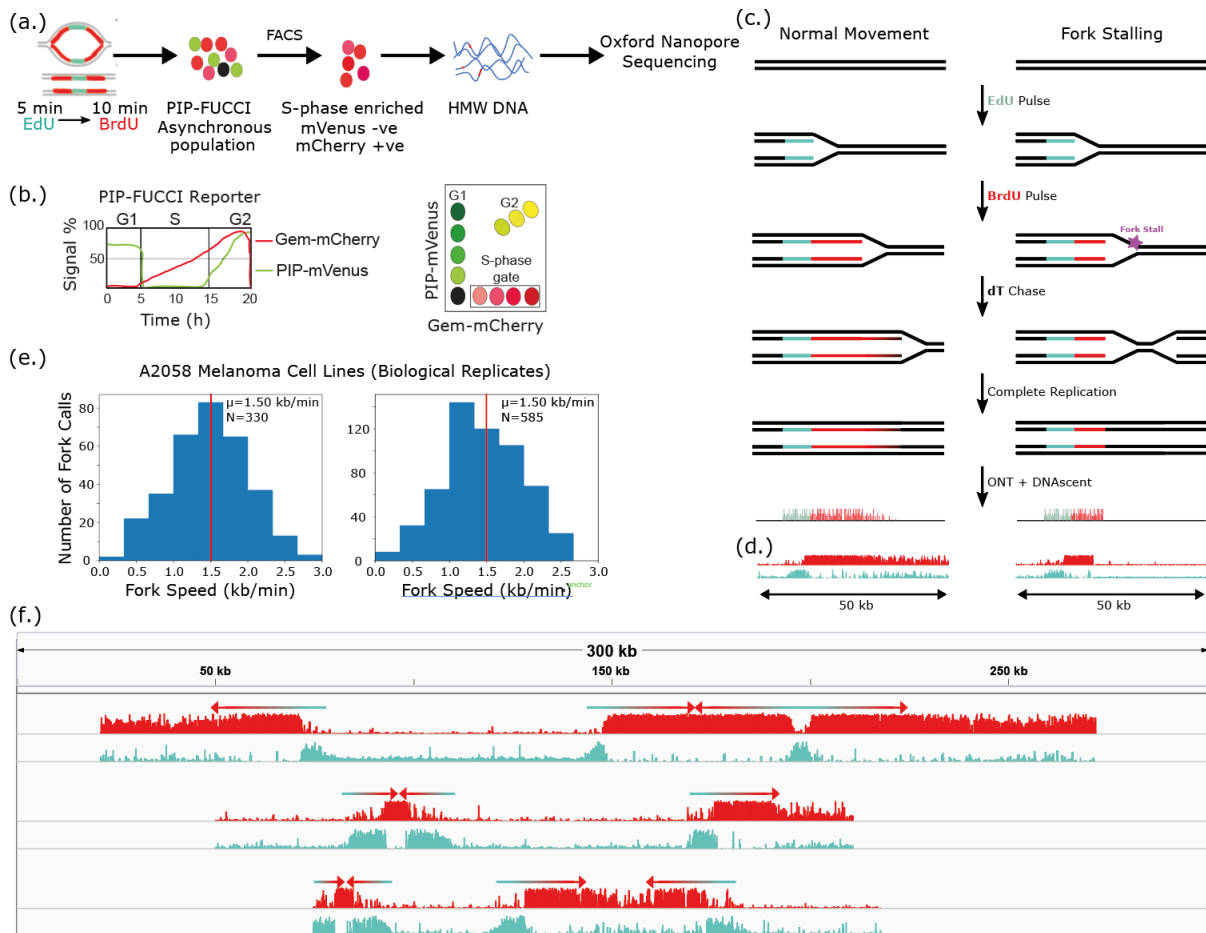 (a.)
5 min
EdU
10 min
BrdU
PIP-FUCCI
Asynchronous
population
FACS
S-phase enriched
mVenus -ve
mCherry +ve
HMW DNA
Oxford Nanopore
Sequencing
(b.)
PIP-FUCCI Reporter
G1 S G2
Signal %
100
50
0 5 10 15 20
Time (h)
Gem-mCherry
PIP-mVenus
PIP-mVenus
G1
G2
S-phase
gate
Gem-mCherry
(c.)
Normal Movement
Fork Stalling
EdU Pulse
BrdU Pulse
Fork Stall
dT Chase
Complete Replication
ONT + DNAscent
(d.)
50 kb
50 kb
(e.)
A2058 Melanoma Cell Lines (Biological Replicates)
Number of Fork Calls
80
60
40
20
0
μ=1.50 kb/min
N=330
0.0 0.5 1.0 1.5 2.0 2.5 3.0
Fork Speed (kb/min)
120
80
40
0
μ=1.50 kb/min
N=585
0.0 0.5 1.0 1.5 2.0 2.5 3.0
Fork Speed (kb/min)
anchor
(f.)
300 kb
50 kb
150 kb
250 kb